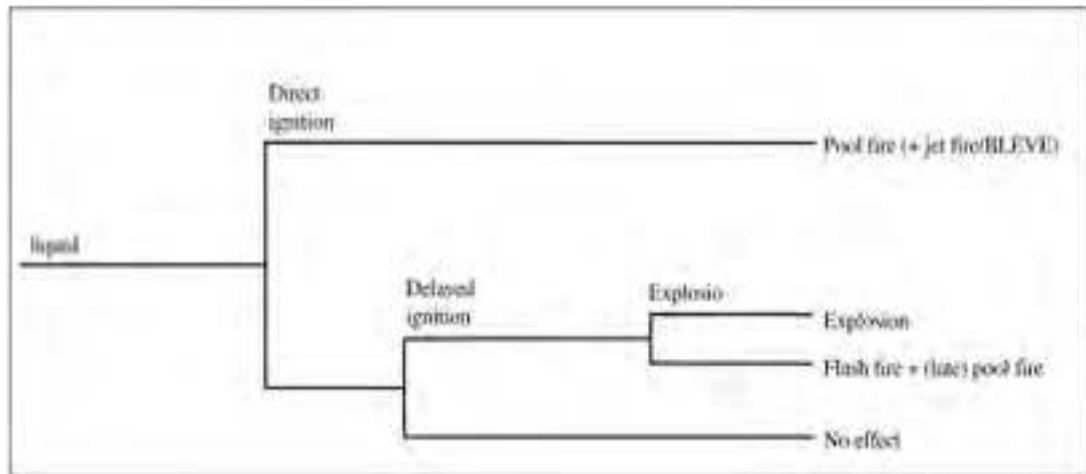 Direct
ignition
Pool fire (+ jet fire/BLEVE)
liquid
Delayed
ignition
Explosio
Explosion
Flash fire + (late) pool fire
No effect